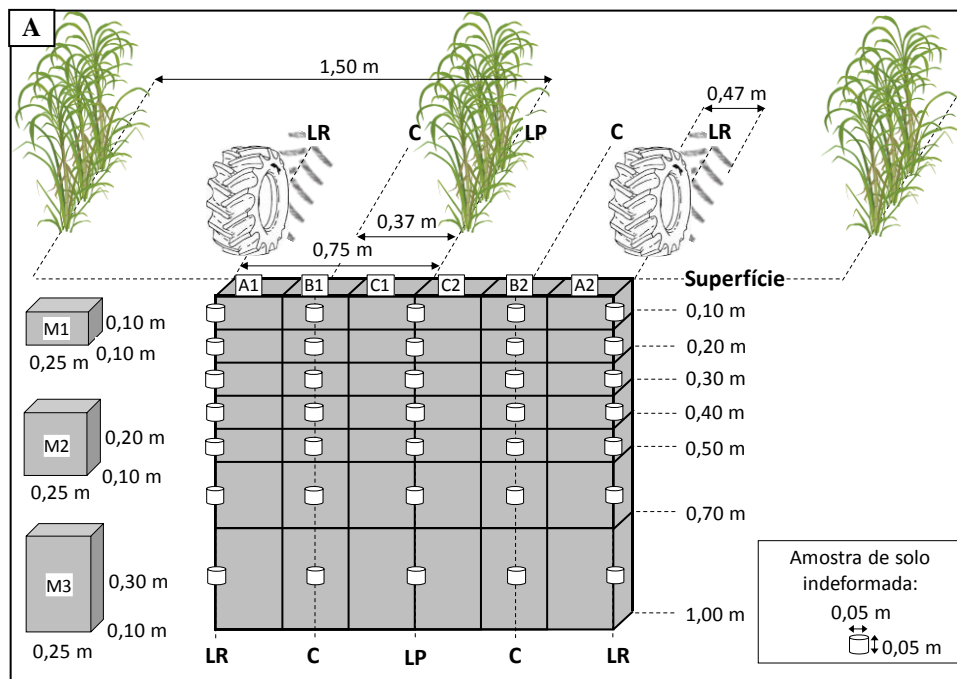 A
1,50 m
0,47 m
LR
C
LP
C
LR
0,37 m
0,75 m
A1
B1
C1
C2
B2
A2
Superfície
M1
0,10 m
0,25 m
0,10 m
M2
0,20 m
0,25 m
0,10 m
M3
0,30 m
0,25 m
0,10 m
0,10 m
0,20 m
0,30 m
0,40 m
0,50 m
0,70 m
1,00 m
LR
C
LP
C
LR
Amostra de solo
indeformada:
0,05 m
0,05 m